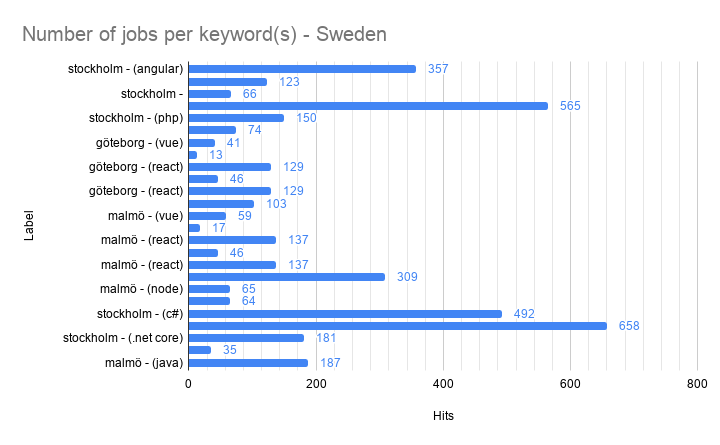 Number of jobs per keyword(s) - Sweden
Label
stockholm - (angular) 357
123
stockholm - 66
565
stockholm - (php) 150
74
göteborg - (vue) 41
13
göteborg - (react) 129
46
göteborg - (react) 129
103
malmö - (vue) 59
17
malmö - (react) 137
46
malmö - (react) 137
309
malmö - (node) 65
64
stockholm - (c#) 492
658
stockholm - (.net core) 181
35
malmö - (java) 187
0 200 400 600 800
Hits